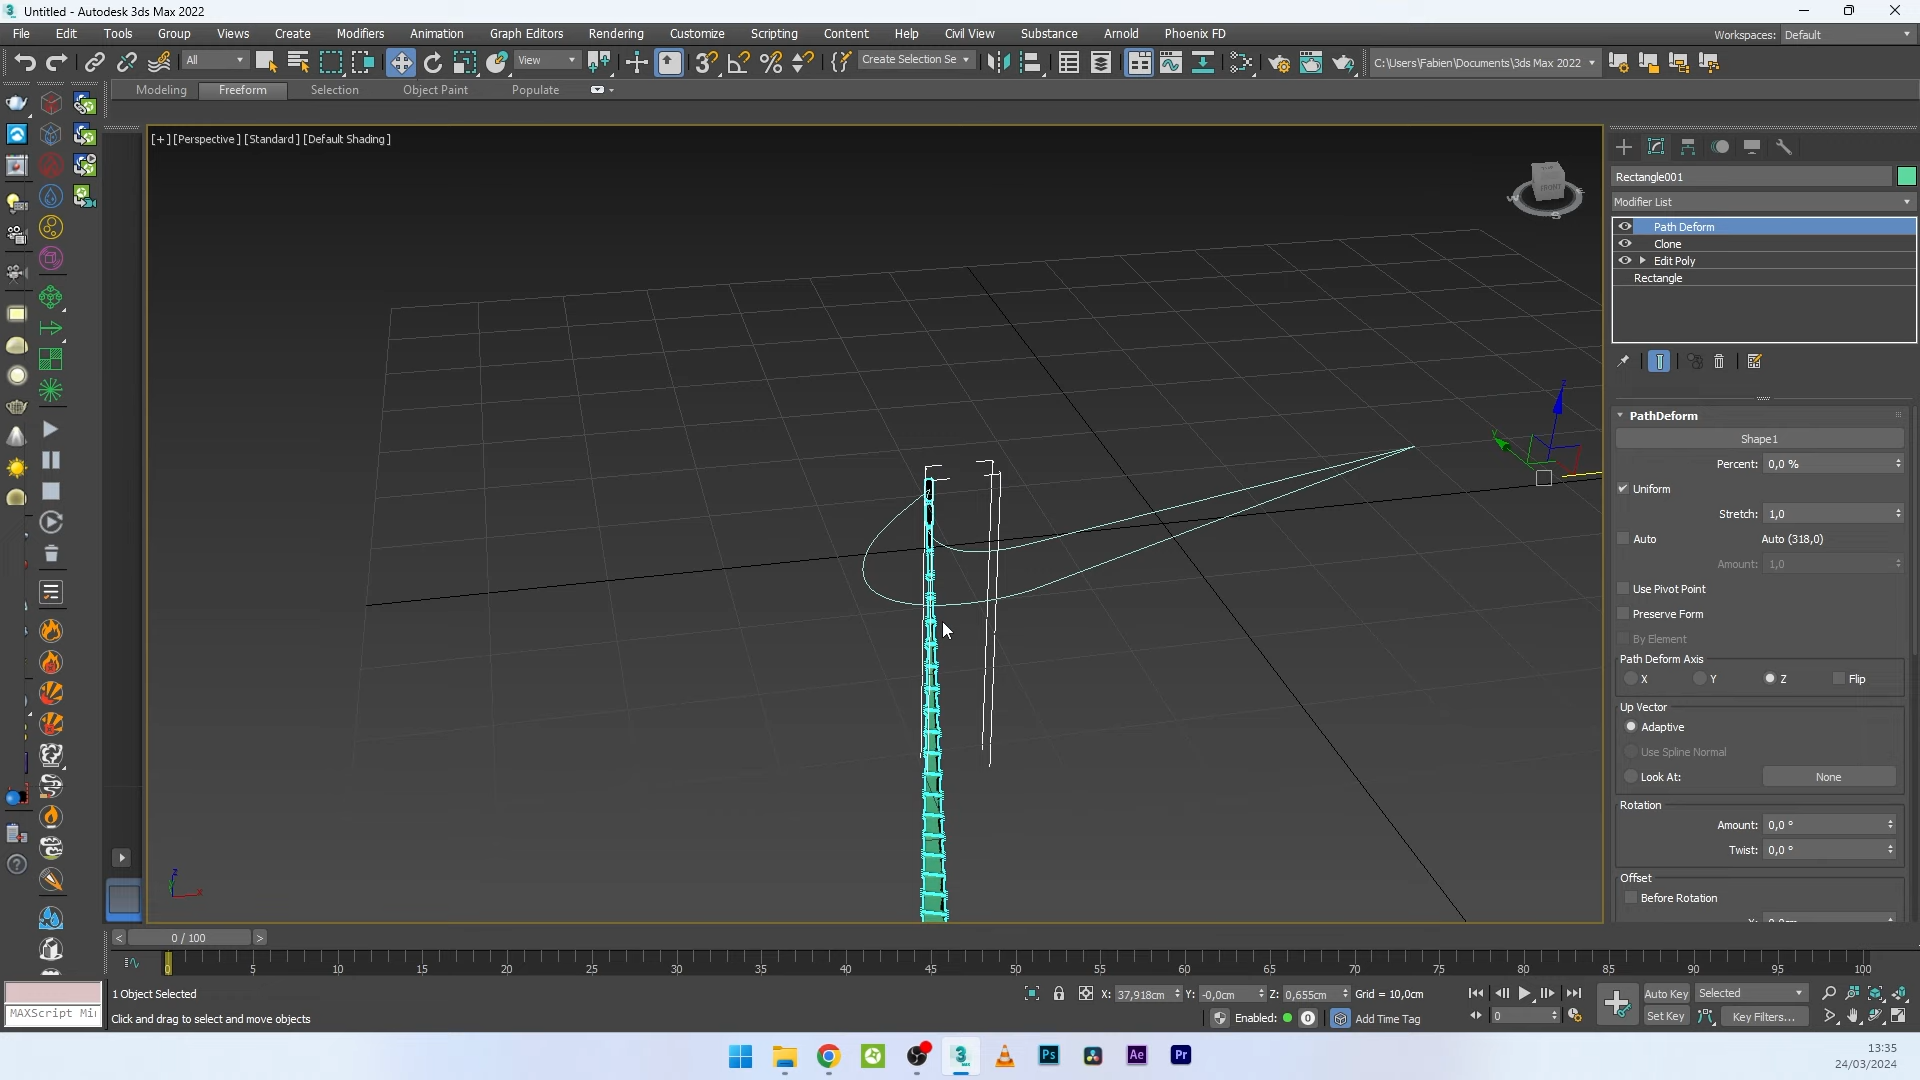 Untitled - Autodesk 3ds Max 2022
File Edit Tools Group Views Create Modifiers Animation Graph Editors Rendering Customize Scripting Content Help Civil View Substance Arnold Phoenix FD
Workspaces: Default
All
View
Create Selection Se
C:\Users\Fabien\Documents\3ds Max 2022
Modeling Freeform Selection Object Paint Populate
[+] [Perspective] [Standard] [Default Shading]
FRONT
Rectangle001
Modifier List
Path Deform
Clone
Edit Poly
Rectangle
PathDeform
Shape1
Percent: 0,0 %
Uniform
Stretch: 1,0
Auto Auto (318,0)
Amount: 1,0
Use Pivot Point
Preserve Form
By Element
Path Deform Axis
X Y Z Flip
Up Vector
Adaptive
Use Spline Normal
Look At: None
Rotation
Amount: 0,0 °
Twist: 0,0 °
Offset
Before Rotation
z
x
0 / 100
0 5 10 15 20 25 30 35 40 45 50 55 60 65 70 75 80 85 90 95 100
1 Object Selected
X: 37,918cm Y: -0,0cm Z: 0,655cm Grid = 10,0cm
Auto Key Selected
MAXScript Mi
Click and drag to select and move objects
Enabled: 0 Add Time Tag
0
Set Key Key Filters...
3 Ps Ae Pr
13:35
24/03/2024